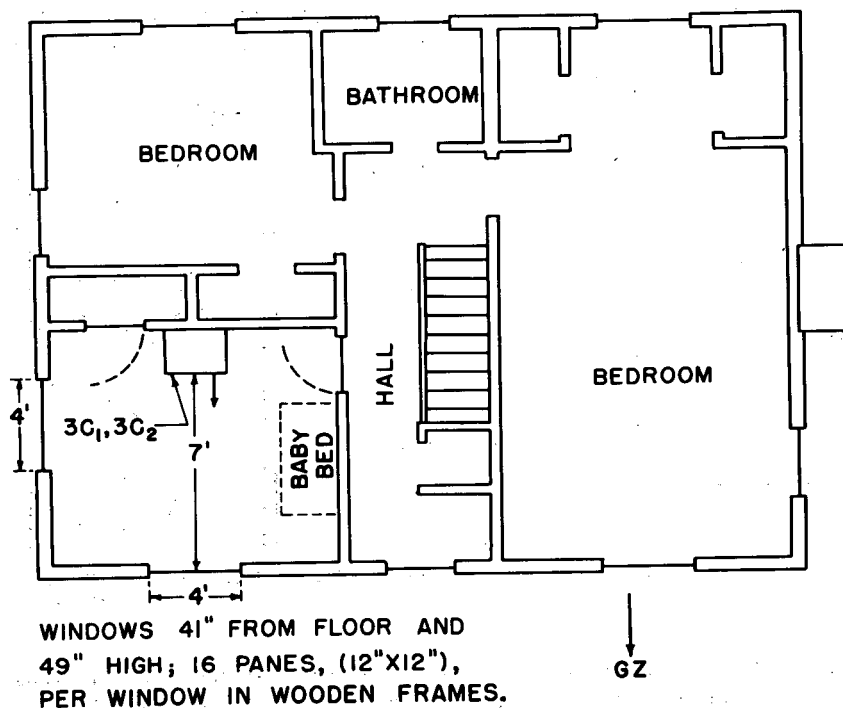 BATHROOM
BEDROOM
BEDROOM
HALL
4'
3C₁, 3C₂
7'
BABY
BED
4'
WINDOWS 41" FROM FLOOR AND
49" HIGH; 16 PANES, (12"X12"),
PER WINDOW IN WOODEN FRAMES.
GZ